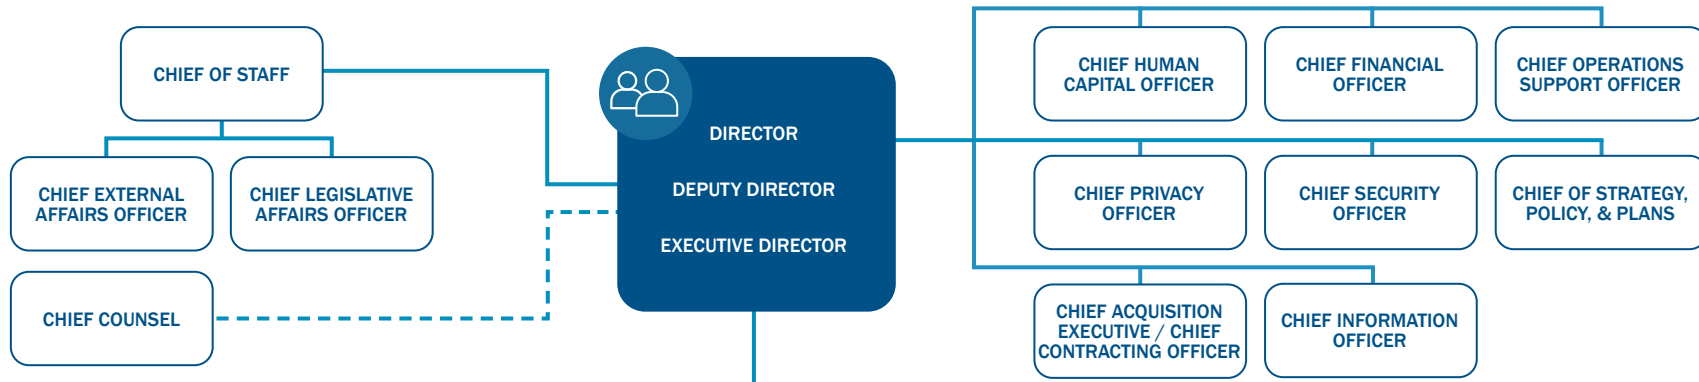 CHIEF OF STAFF
CHIEF EXTERNAL
AFFAIRS OFFICER
CHIEF LEGISLATIVE
AFFAIRS OFFICER
CHIEF COUNSEL
DIRECTOR
DEPUTY DIRECTOR
EXECUTIVE DIRECTOR
CHIEF HUMAN
CAPITAL OFFICER
CHIEF FINANCIAL
OFFICER
CHIEF OPERATIONS
SUPPORT OFFICER
CHIEF PRIVACY
OFFICER
CHIEF SECURITY
OFFICER
CHIEF OF STRATEGY,
POLICY, & PLANS
CHIEF ACQUISITION
EXECUTIVE / CHIEF
CONTRACTING OFFICER
CHIEF INFORMATION
OFFICER